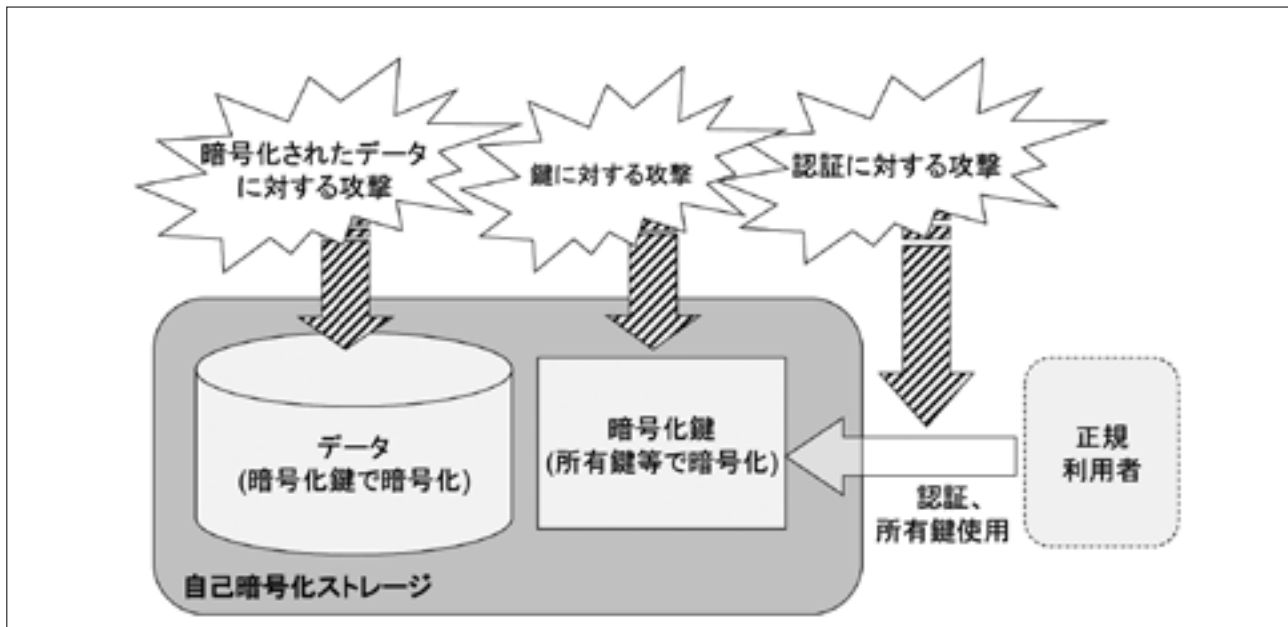 暗号化されたデータ
に対する攻撃
鍵に対する攻撃
認証に対する攻撃
データ
(暗号化鍵で暗号化)
暗号化鍵
(所有鍵等で暗号化)
認証、
所有鍵使用
正規
利用者
自己暗号化ストレージ